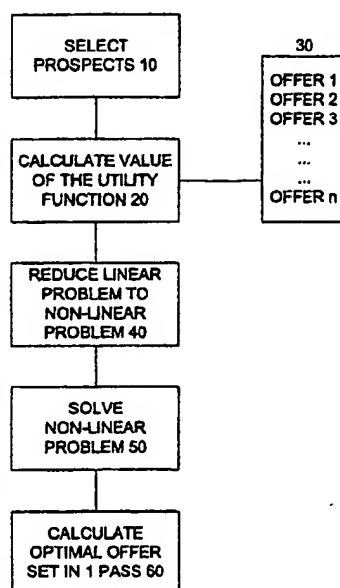 SELECT
PROSPECTS 10
30
OFFER 1
OFFER 2
OFFER 3
...
...
...
OFFER n
CALCULATE VALUE
OF THE UTILITY
FUNCTION 20
REDUCE LINEAR
PROBLEM TO
NON-LINEAR
PROBLEM 40
SOLVE
NON-LINEAR
PROBLEM 50
CALCULATE
OPTIMAL OFFER
SET IN 1 PASS 60